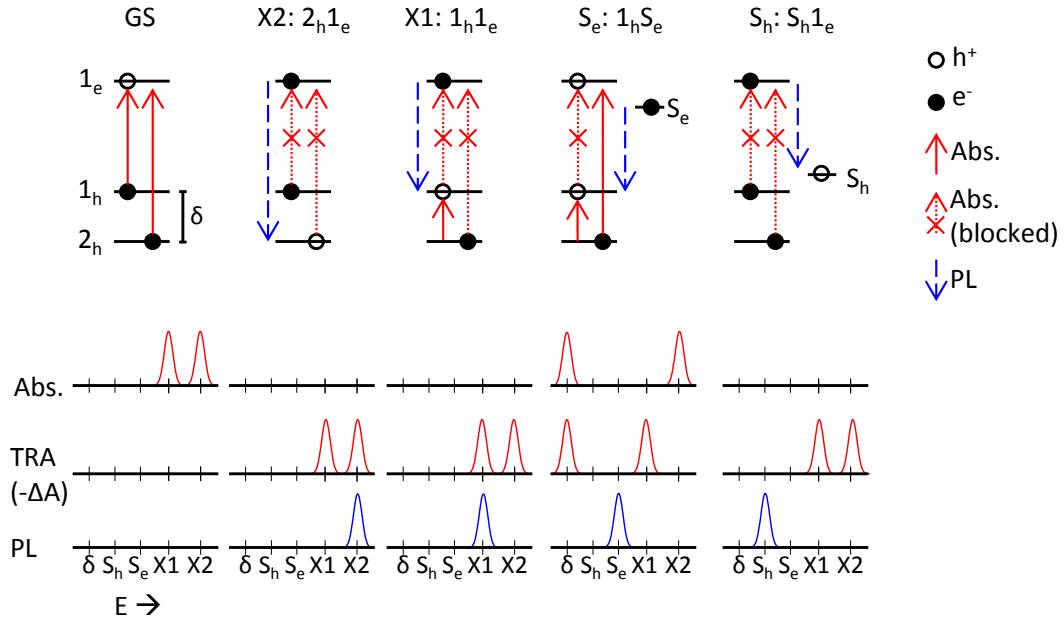 GS X2: 2h1e X1: 1h1e Se: 1hSe Sh: Sh1e
1e
1h
2h
δ
Se
Sh
h+
e-
Abs.
Abs.
(blocked)
PL
Abs.
TRA
(-ΔA)
PL
δ Sh Se X1 X2 δ Sh Se X1 X2 δ Sh Se X1 X2 δ Sh Se X1 X2 δ Sh Se X1 X2
E →